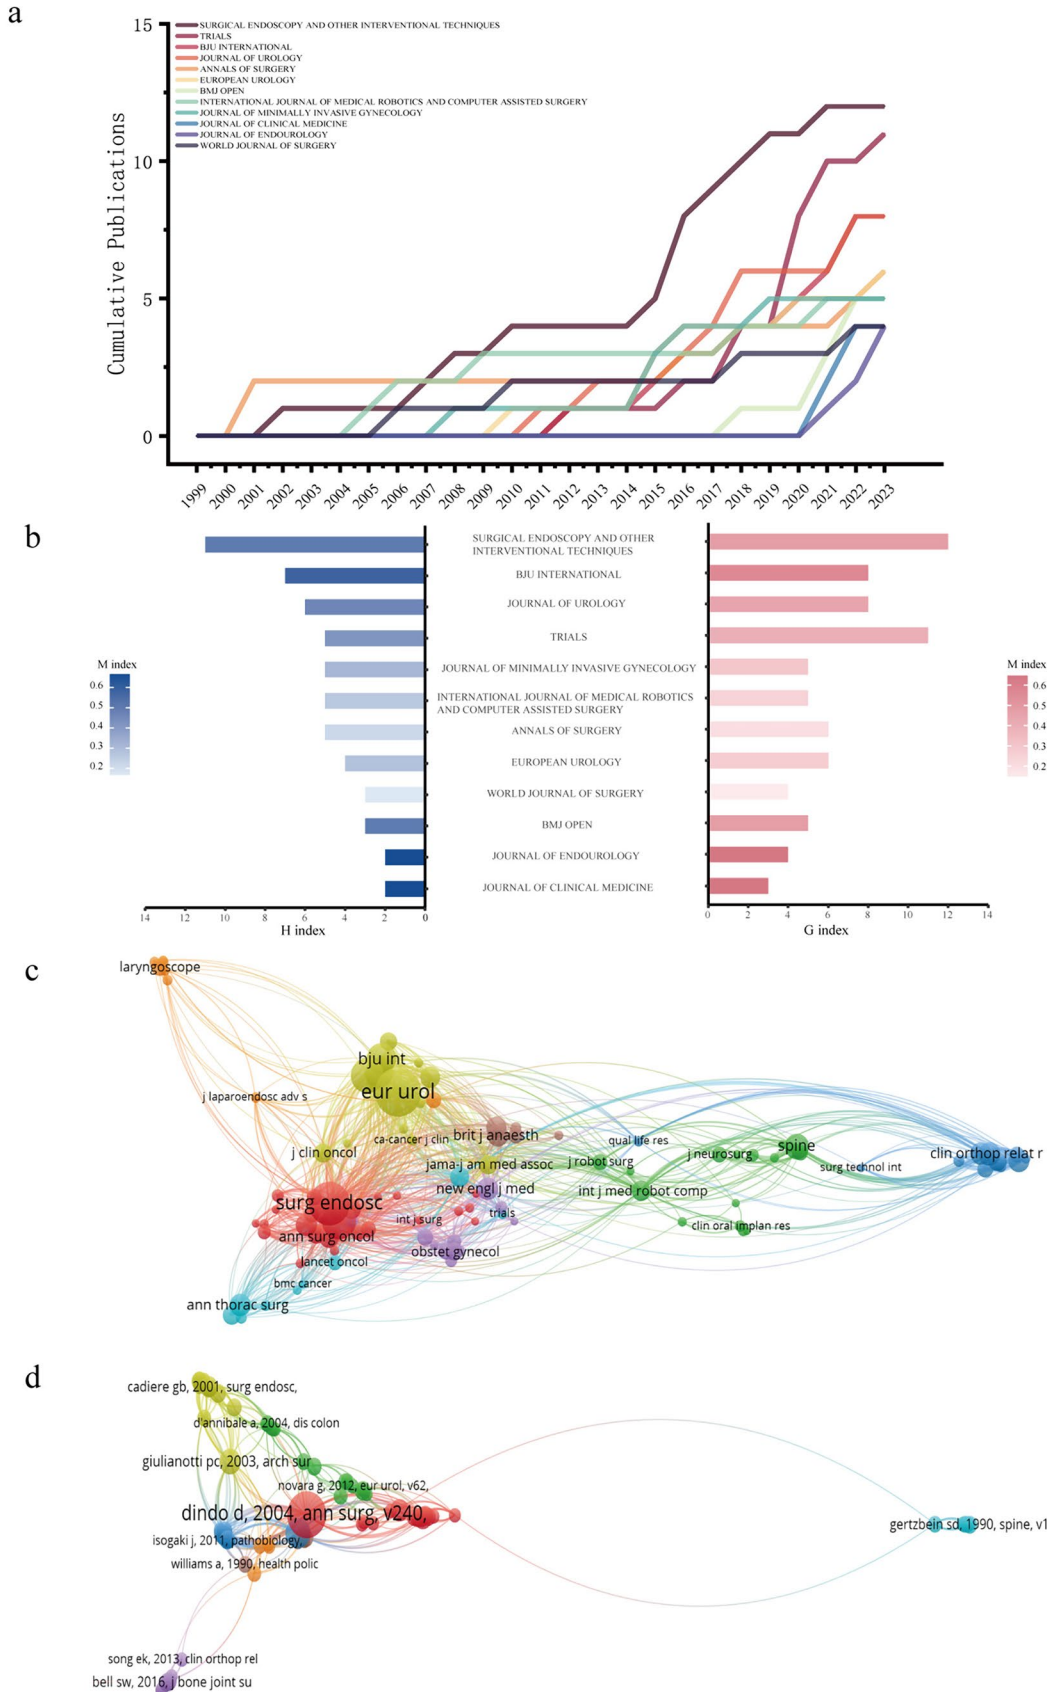 a
15
10
5
0
Cumulative Publications
SURGICAL ENDOSCOPY AND OTHER INTERVENTIONAL TECHNIQUES
TRIALS
BJU INTERNATIONAL
JOURNAL OF UROLOGY
ANNALS OF SURGERY
EUROPEAN UROLOGY
BMJ OPEN
INTERNATIONAL JOURNAL OF MEDICAL ROBOTICS AND COMPUTER ASSISTED SURGERY
JOURNAL OF MINIMALLY INVASIVE GYNECOLOGY
JOURNAL OF CLINICAL MEDICINE
JOURNAL OF ENDOUROLOGY
WORLD JOURNAL OF SURGERY
1999 2000 2001 2002 2003 2004 2005 2006 2007 2008 2009 2010 2011 2012 2013 2014 2015 2016 2017 2018 2019 2020 2021 2022 2023
b
SURGICAL ENDOSCOPY AND OTHER
INTERVENTIONAL TECHNIQUES
BJU INTERNATIONAL
JOURNAL OF UROLOGY
TRIALS
JOURNAL OF MINIMALLY INVASIVE GYNECOLOGY
INTERNATIONAL JOURNAL OF MEDICAL ROBOTICS
AND COMPUTER ASSISTED SURGERY
ANNALS OF SURGERY
EUROPEAN UROLOGY
WORLD JOURNAL OF SURGERY
BMJ OPEN
JOURNAL OF ENDOUROLOGY
JOURNAL OF CLINICAL MEDICINE
M index
0.6
0.5
0.4
0.3
0.2
M index
0.6
0.5
0.4
0.3
0.2
14 12 10 8 6 4 2 0
H index
0 2 4 6 8 10 12 14
G index
c
laryngoscope
bju int
eur urol
j laparoendosc adv s
ca-cancer j clin
brit j anaesth
j clin oncol
jama-j am med assoc
qual life res
j robot surg
j neurosurg
spine
surg technol int
clin orthop relat r
new engl j med
int j med robot comp
surg endosc
int j surg
trials
clin oral implan res
ann surg oncol
obstet gynecol
lancet oncol
bmc cancer
ann thorac surg
d
cadiere gb, 2001, surg endosc,
d'annibale a, 2004, dis colon
giulianotti pc, 2003, arch sur
novara g, 2012, eur urol, v62,
dindo d, 2004, ann surg, v240,
gertzbein sd, 1990, spine, v1
isogaki j, 2011, pathobiology,
williams a, 1990, health polic
song ek, 2013, clin orthop rel
bell sw, 2016, j bone joint su